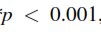 *p < 0.001,